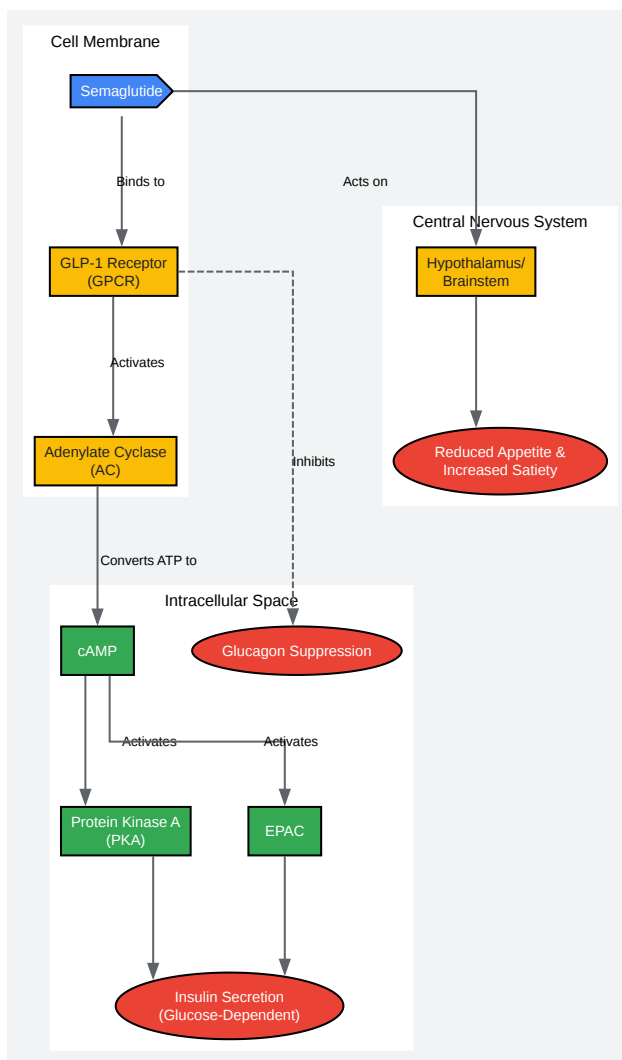 Cell Membrane
Semaglutide
Binds to
Acts on
Central Nervous System
GLP-1 Receptor
(GPCR)
Hypothalamus/
Brainstem
Activates
Adenylate Cyclase
(AC)
Inhibits
Reduced Appetite &
Increased Satiety
Converts ATP to
Intracellular Space
cAMP
Glucagon Suppression
Activates
Activates
Protein Kinase A
(PKA)
EPAC
Insulin Secretion
(Glucose-Dependent)